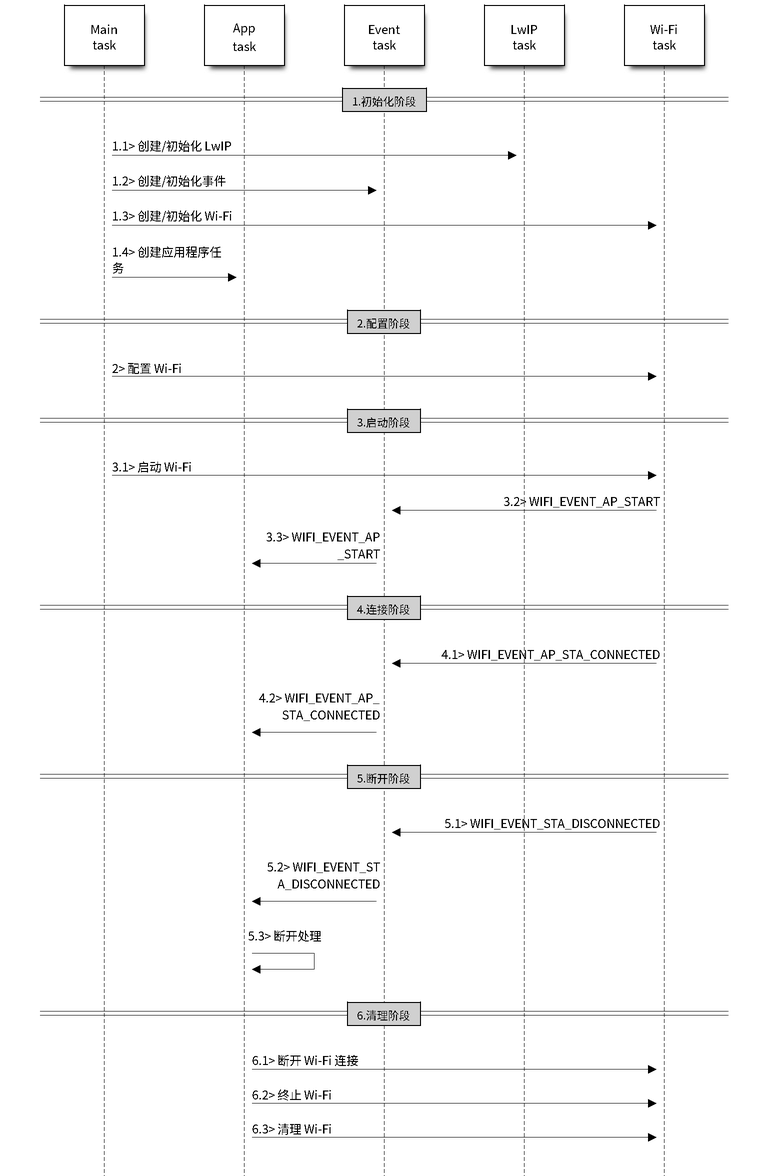 Main
task
App
task
Event
task
LwIP
task
Wi-Fi
task
1.初始化阶段
1.1> 创建/初始化 LwIP
1.2> 创建/初始化事件
1.3> 创建/初始化 Wi-Fi
1.4> 创建应用程序任
务
2.配置阶段
2> 配置 Wi-Fi
3.启动阶段
3.1> 启动 Wi-Fi
3.2> WIFI_EVENT_AP_START
3.3> WIFI_EVENT_AP
_START
4.连接阶段
4.1> WIFI_EVENT_AP_STA_CONNECTED
4.2> WIFI_EVENT_AP_
STA_CONNECTED
5.断开阶段
5.1> WIFI_EVENT_STA_DISCONNECTED
5.2> WIFI_EVENT_ST
A_DISCONNECTED
5.3> 断开处理
6.清理阶段
6.1> 断开 Wi-Fi 连接
6.2> 终止 Wi-Fi
6.3> 清理 Wi-Fi